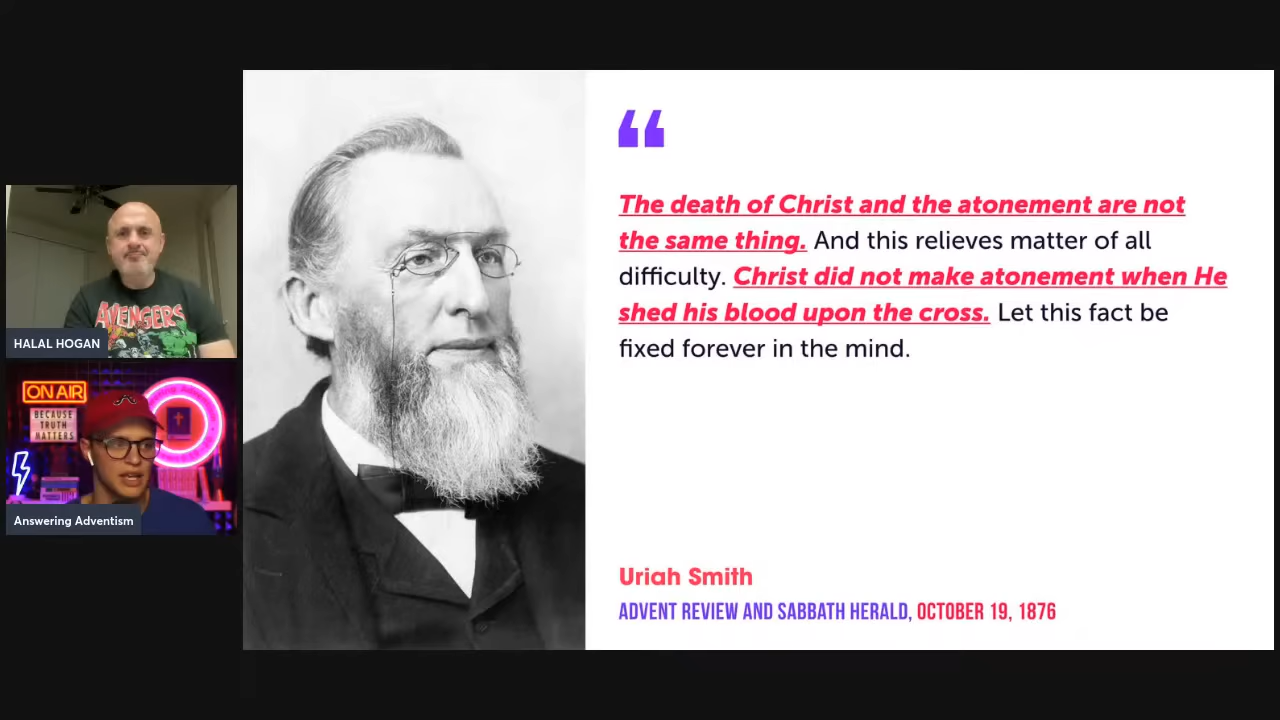 HALAL HOGAN
AVENGERS
ON AIR
BECAUSE
TRUTH
MATTERS
Answering Adventism
“
The death of Christ and the atonement are not
the same thing. And this relieves matter of all
difficulty. Christ did not make atonement when He
shed his blood upon the cross. Let this fact be
fixed forever in the mind.
Uriah Smith
ADVENT REVIEW AND SABBATH HERALD, OCTOBER 19, 1876